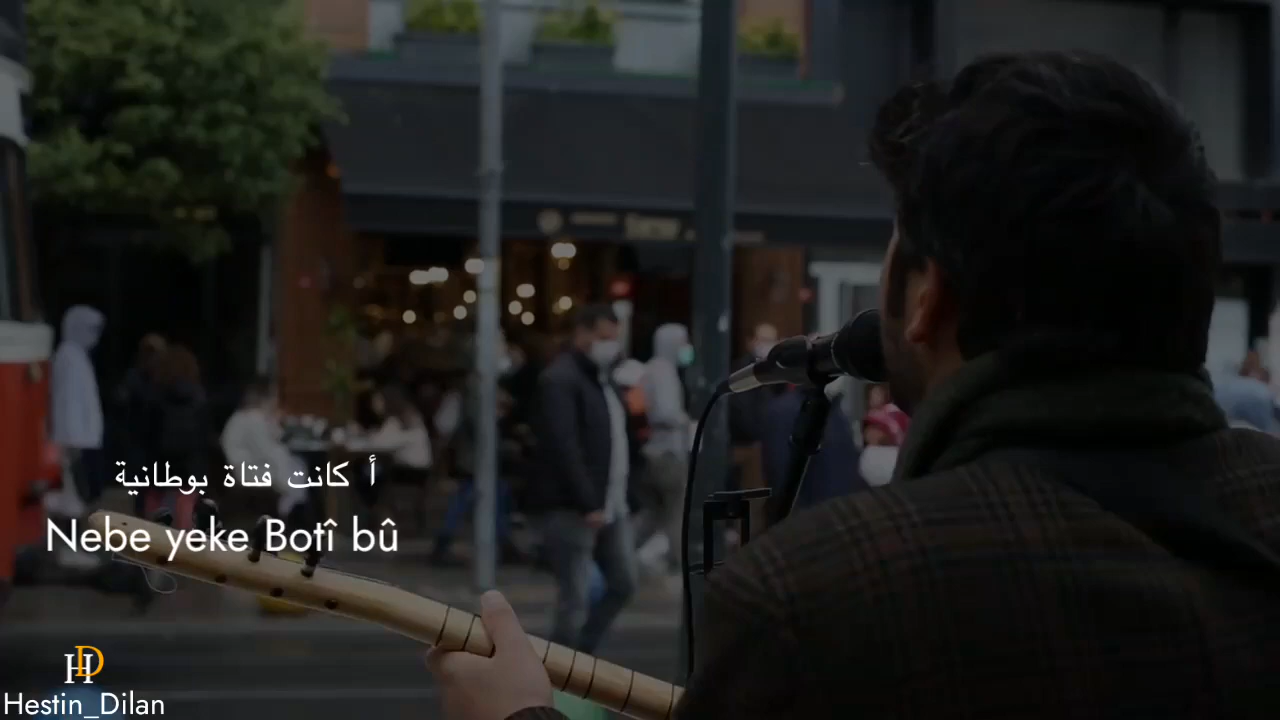 أ كانت فتاة بوطانية
Nebe yeke Botî bû
HD
Hestin_Dilan